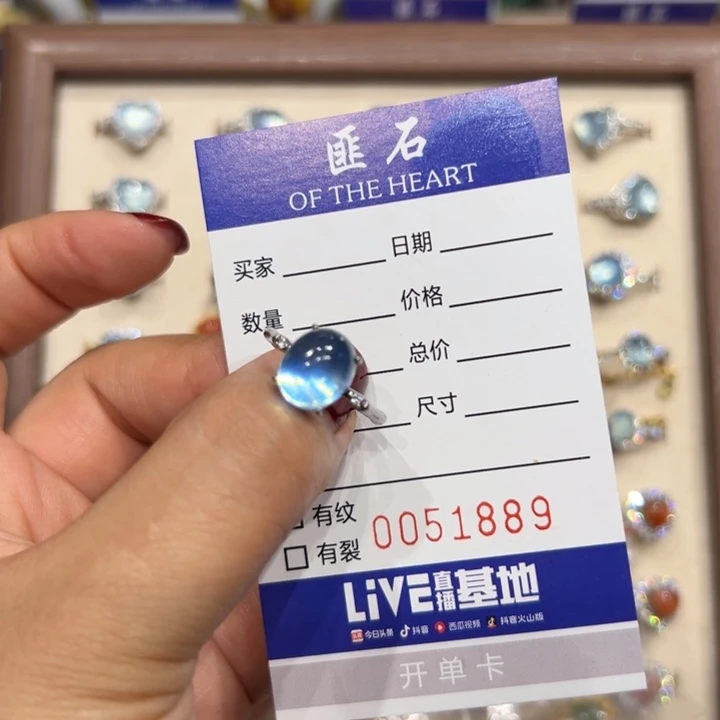 匪石
OF THE HEART
买家 日期
数量 价格
总价
尺寸
有纹 0051889
有裂
LiVE直播基地
今日头条 抖音 西瓜视频 抖音火山版
开单卡